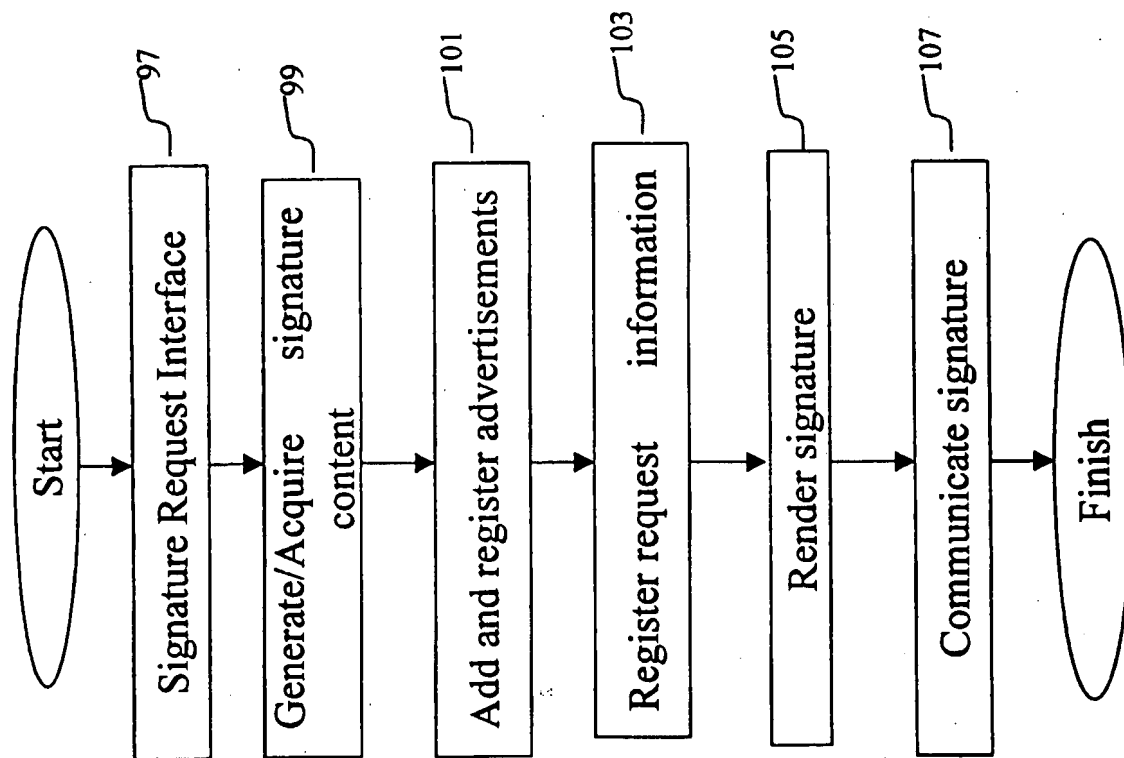 Start
Signature Request Interface
97
Generate/Acquire signature
content
99
Add and register advertisements
101
Register request information
103
Render signature
105
Communicate signature
107
Finish